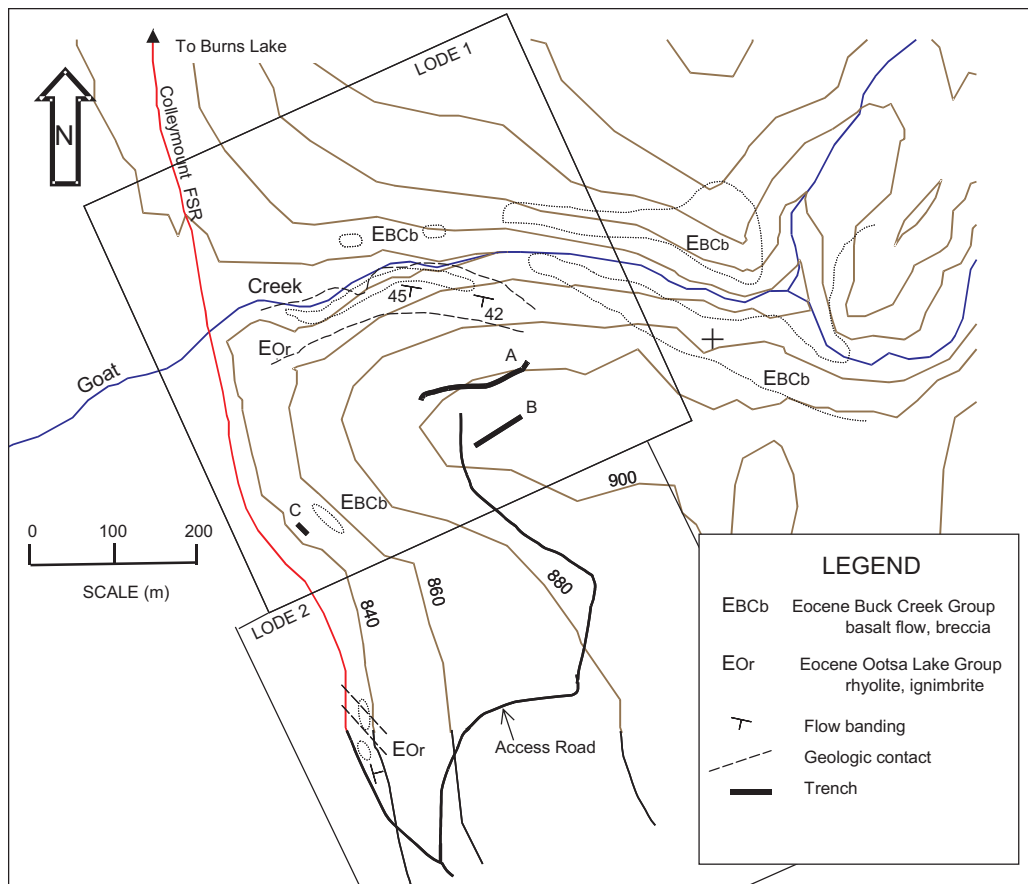 To Burns Lake
LODE 1
N
Colleymount FSR
EBCb
EBCb
Creek
45
42
EOr
A
Goat
EBCb
B
900
EBCb
C
0 100 200
SCALE (m)
880
860
840
LODE 2
EOr
Access Road
LEGEND
EBCb Eocene Buck Creek Group
basalt flow, breccia
EOr Eocene Ootsa Lake Group
rhyolite, ignimbrite
Flow banding
Geologic contact
Trench